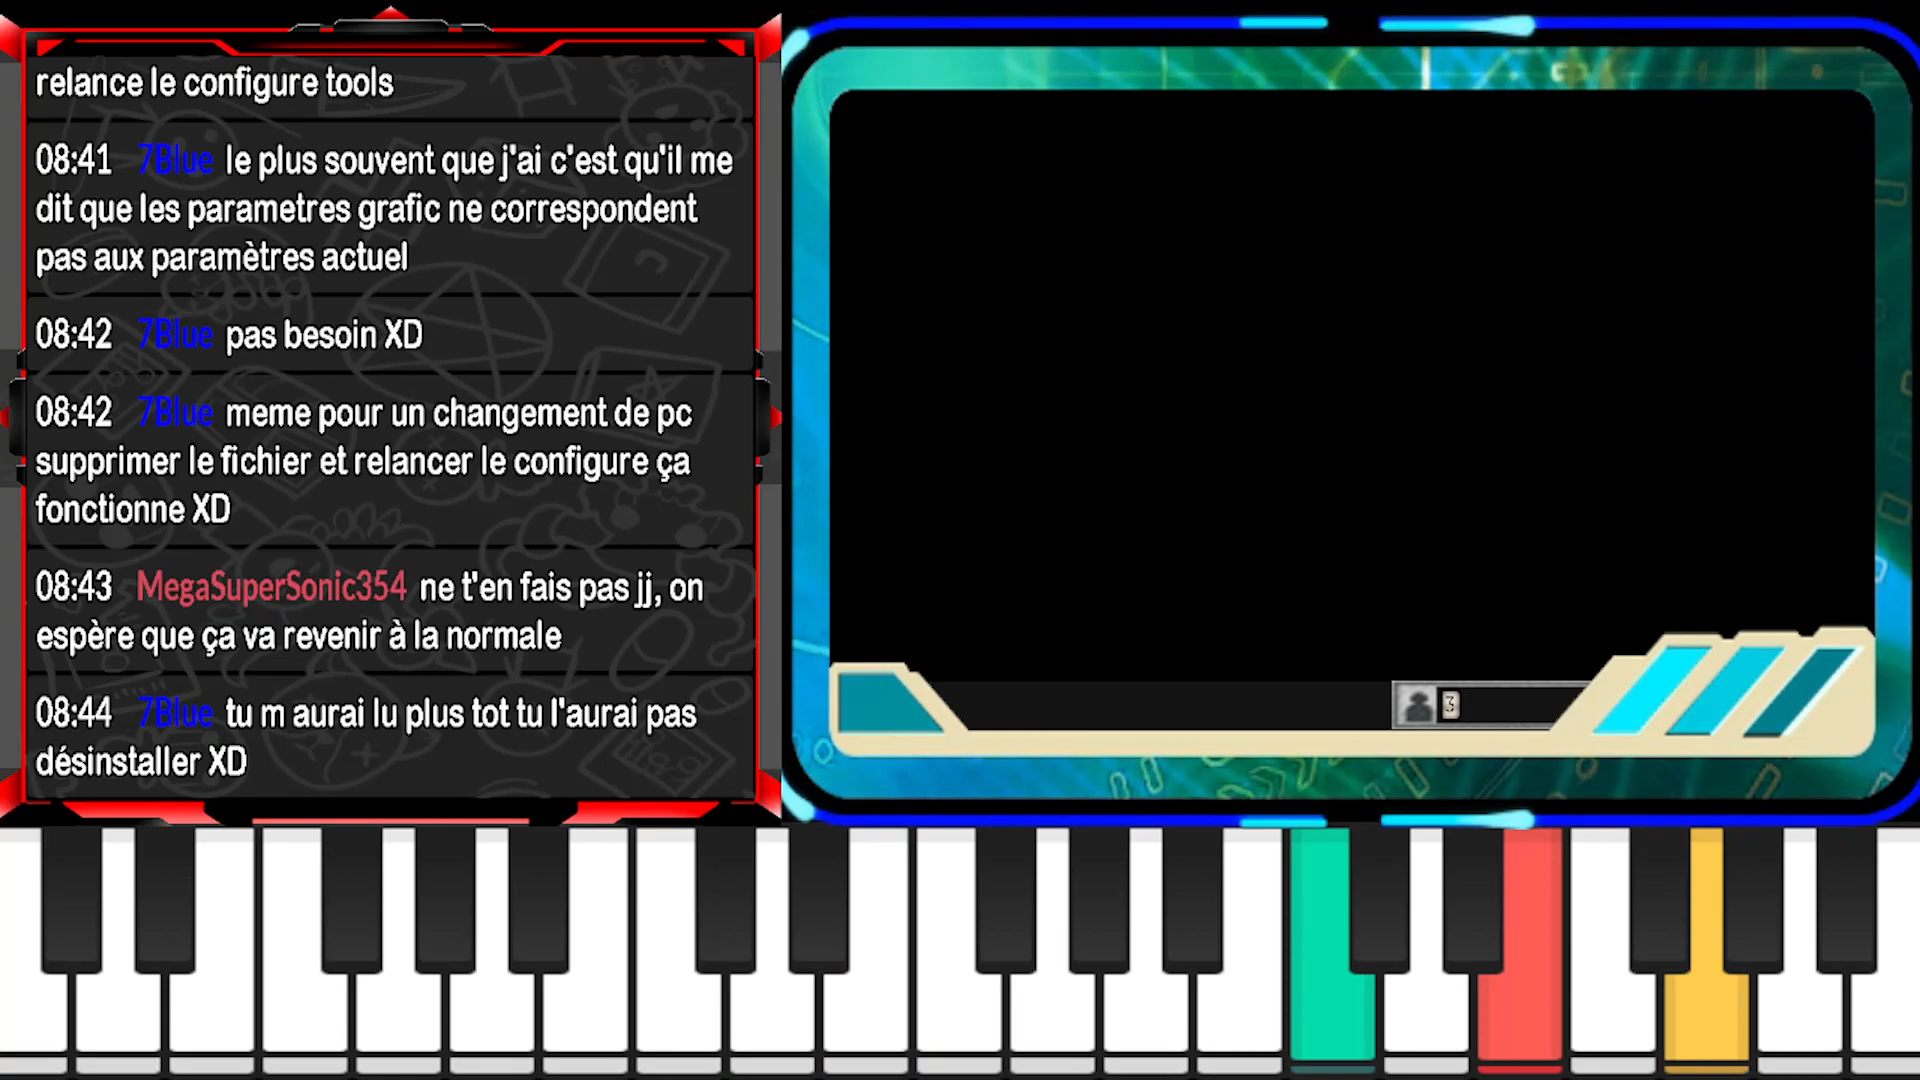 relance le configure tools
08:41 7Blue le plus souvent que j'ai c'est qu'il me
dit que les parametres grafic ne correspondent
pas aux paramètres actuel
08:42 7Blue pas besoin XD
08:42 7Blue meme pour un changement de pc
supprimer le fichier et relancer le configure ça
fonctionne XD
08:43 MegaSuperSonic354 ne t'en fais pas jj, on
espère que ça va revenir à la normale
08:44 7Blue tu m aurai lu plus tot tu l'aurai pas
désinstaller XD
3